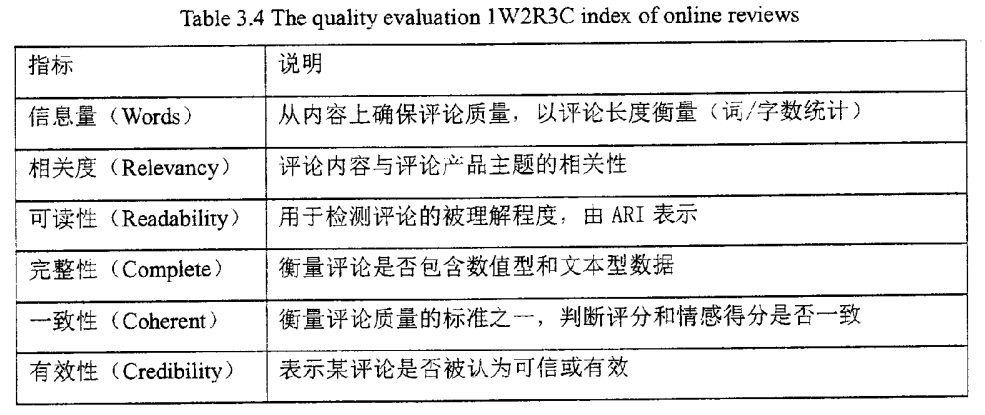 Table 3.4 The quality evaluation 1W2R3C index of online reviews
指标 说明
信息量（Words） 从内容上确保评论质量，以评论长度衡量（词/字数统计）
相关度（Relevancy） 评论内容与评论产品主题的相关性
可读性（Readability） 用于检测评论的被理解程度，由 ARI 表示
完整性（Complete） 衡量评论是否包含数值型和文本型数据
一致性（Coherent） 衡量评论质量的标准之一，判断评分和情感得分是否一致
有效性（Credibility） 表示某评论是否被认为可信或有效